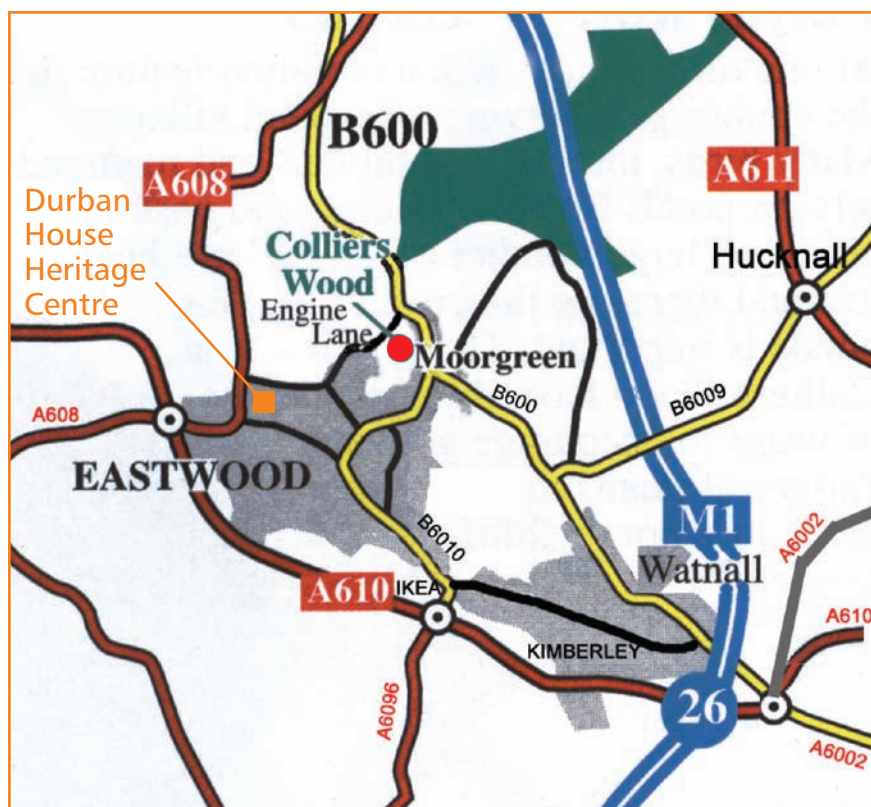 B600
A608
A611
Durban
House
Heritage
Centre
Colliers
Wood
Hucknall
Engine
Lane
Moorgreen
B600
B6009
A608
EASTWOOD
M1
A6002
B6010
Watnall
A610
IKEA
A610
KIMBERLEY
A6096
26
A6002